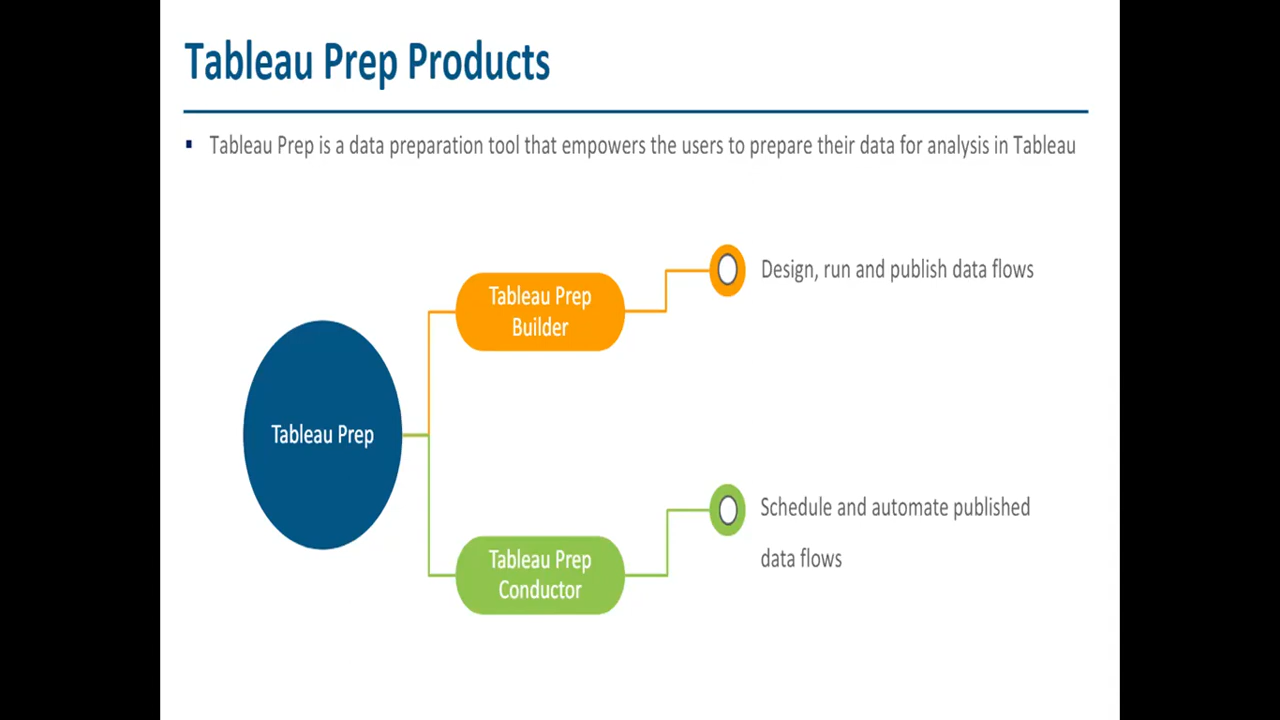 Tableau Prep Products
▪ Tableau Prep is a data preparation tool that empowers the users to prepare their data for analysis in Tableau
Tableau Prep
Tableau Prep
Builder
Design, run and publish data flows
Tableau Prep
Conductor
Schedule and automate published
data flows